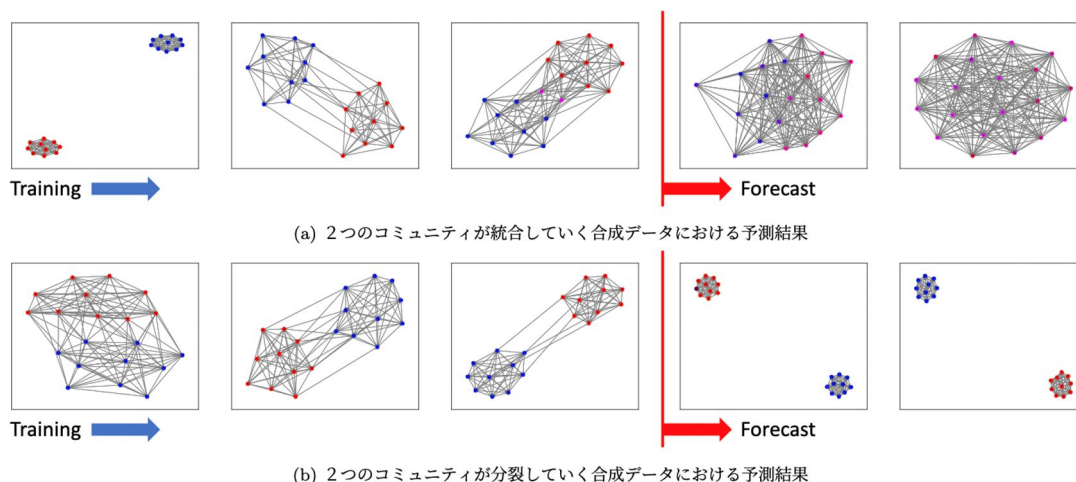 Training
Forecast
(a) 2つのコミュニティが統合していく合成データにおける予測結果
Training
Forecast
(b) 2つのコミュニティが分裂していく合成データにおける予測結果